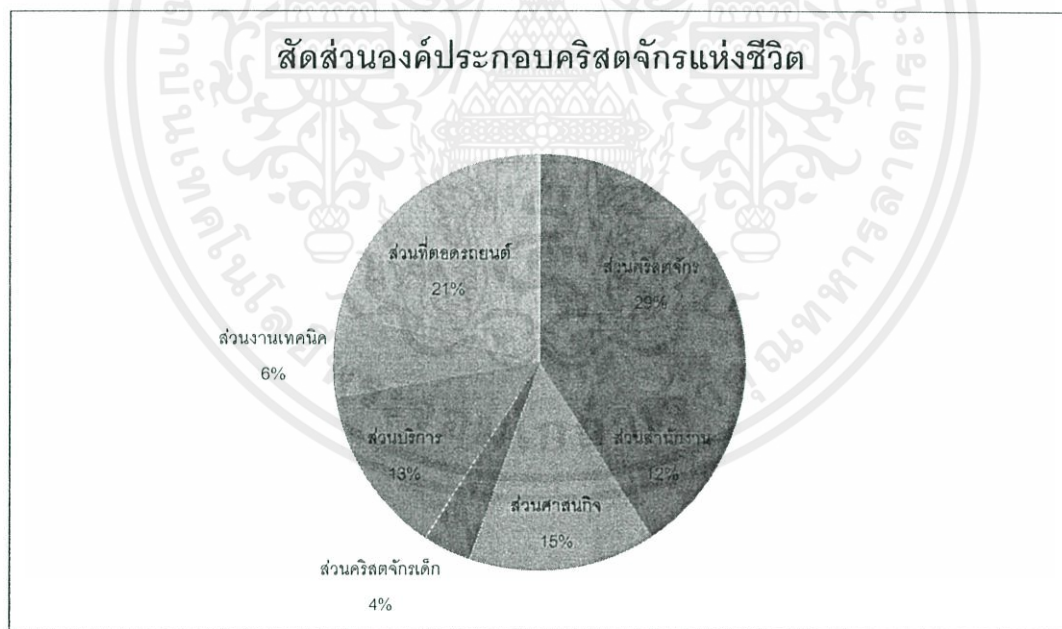 สัดส่วนองค์ประกอบคริสตจักรแห่งชีวิต
ส่วนที่ตอดรถยนต์
21%
ส่วนคริสตจักร
29%
ส่วนงานเทคนิค
6%
ส่วนบริการ
13%
ส่วนสำนักงาน
12%
ส่วนศาสนกิจ
15%
ส่วนคริสตจักรเด็ก
4%